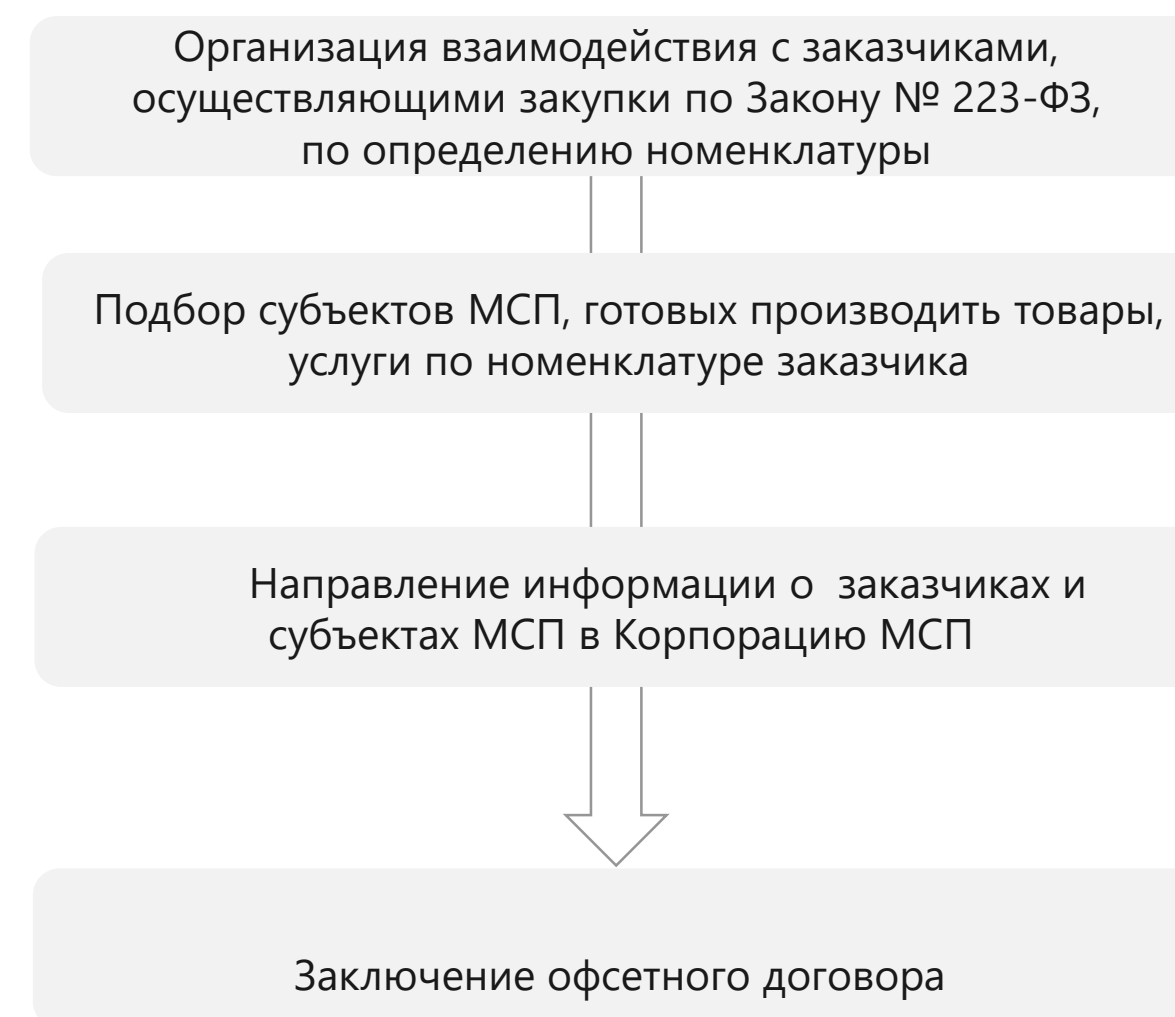 Организация взаимодействия с заказчиками,
осуществляющими закупки по Закону № 223-ФЗ,
по определению номенклатуры
Подбор субъектов МСП, готовых производить товары,
услуги по номенклатуре заказчика
Направление информации о заказчиках и
субъектах МСП в Корпорацию МСП
Заключение офсетного договора